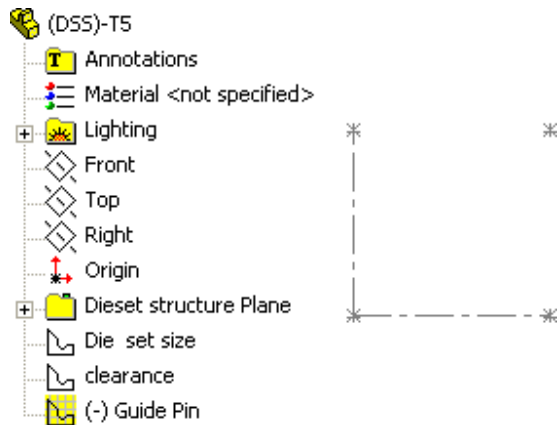 (DSS)-T5
Annotations
Material <not specified>
Lighting
Front
Top
Right
Origin
Dieset structure Plane
Die set size
clearance
(-) Guide Pin